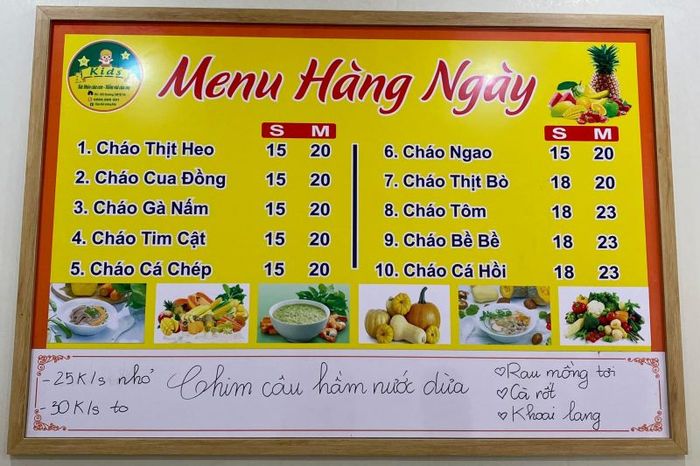 Kids
Menu Hàng Ngày
S M
1. Cháo Thịt Heo 15 20
2. Cháo Cua Đồng 15 20
3. Cháo Gà Nấm 15 20
4. Cháo Tim Cật 15 20
5. Cháo Cá Chép 15 20
S M
6. Cháo Ngao 15 20
7. Cháo Thịt Bò 18 20
8. Cháo Tôm 18 23
9. Cháo Bề Bề 18 23
10. Cháo Cá Hồi 18 23
- 25K/s nhỏ
- 30K/s to
Chim câu hầm nước dừa
♡ Rau mồng tơi
♡ Cà rốt
♡ Khoai lang